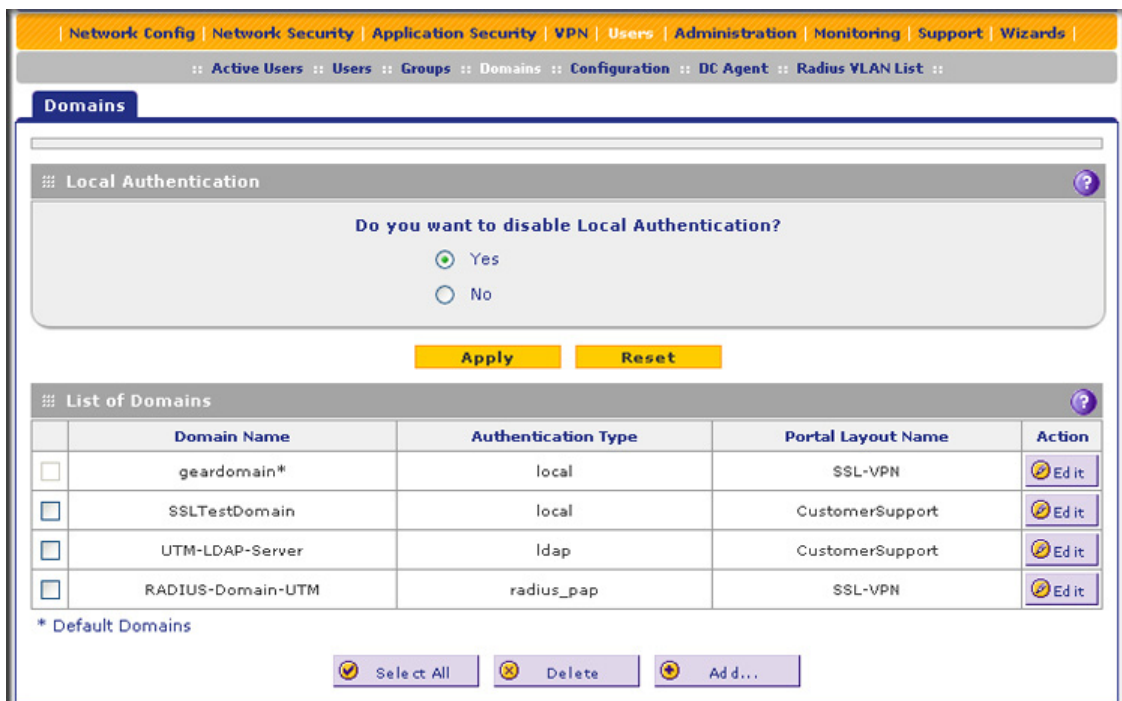 | Network Config | Network Security | Application Security | VPN | Users | Administration | Monitoring | Support | Wizards |
:: Active Users :: Users :: Groups :: Domains :: Configuration :: DC Agent :: Radius VLAN List ::
Domains
Local Authentication ?
Do you want to disable Local Authentication?
Yes
No
Apply Reset
List of Domains ?
Domain Name Authentication Type Portal Layout Name Action
geardomain* local SSL-VPN Edit
SSLTestDomain local CustomerSupport Edit
UTM-LDAP-Server ldap CustomerSupport Edit
RADIUS-Domain-UTM radius_pap SSL-VPN Edit
* Default Domains
Select All Delete Add...